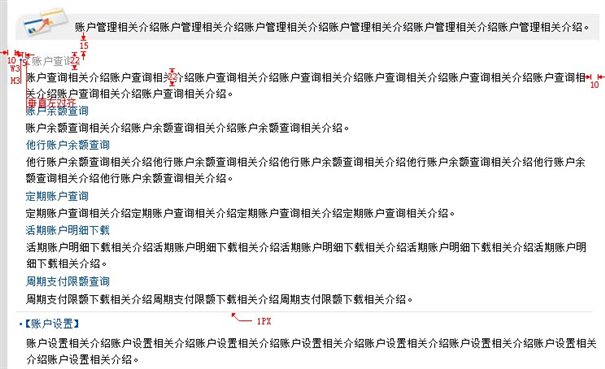 账户管理相关介绍账户管理相关介绍账户管理相关介绍账户管理相关介绍账户管理相关介绍账户管理相关介绍。
15
10
5
【账户查询
22
W3
H3
账户查询相关介绍账户查询相关介绍账户查询相关介绍账户查询相关介绍账户查询相关介绍账户查询相关介绍账户查询相
22
10
关介绍账户查询相关介绍账户查询相关介绍。
垂直左对齐
账户余额查询
账户余额查询相关介绍账户余额查询相关介绍账户余额查询相关介绍。
他行账户余额查询
他行账户余额查询相关介绍他行账户余额查询相关介绍他行账户余额查询相关介绍他行账户余额查询相关介绍他行账户余
额查询相关介绍他行账户余额查询相关介绍。
定期账户查询
定期账户查询相关介绍定期账户查询相关介绍定期账户查询相关介绍定期账户查询相关介绍。
活期账户明细下载
活期账户明细下载相关介绍活期账户明细下载相关介绍活期账户明细下载相关介绍活期账户明细下载相关介绍活期账户明
细下载相关介绍。
周期支付限额查询
周期支付限额下载相关介绍周期支付限额下载相关介绍周期支付限额下载相关介绍。
1PX
·【账户设置】
账户设置相关介绍账户设置相关介绍账户设置相关介绍账户设置相关介绍账户设置相关介绍账户设置相关介绍账户设置相关介
绍账户设置相关介绍。